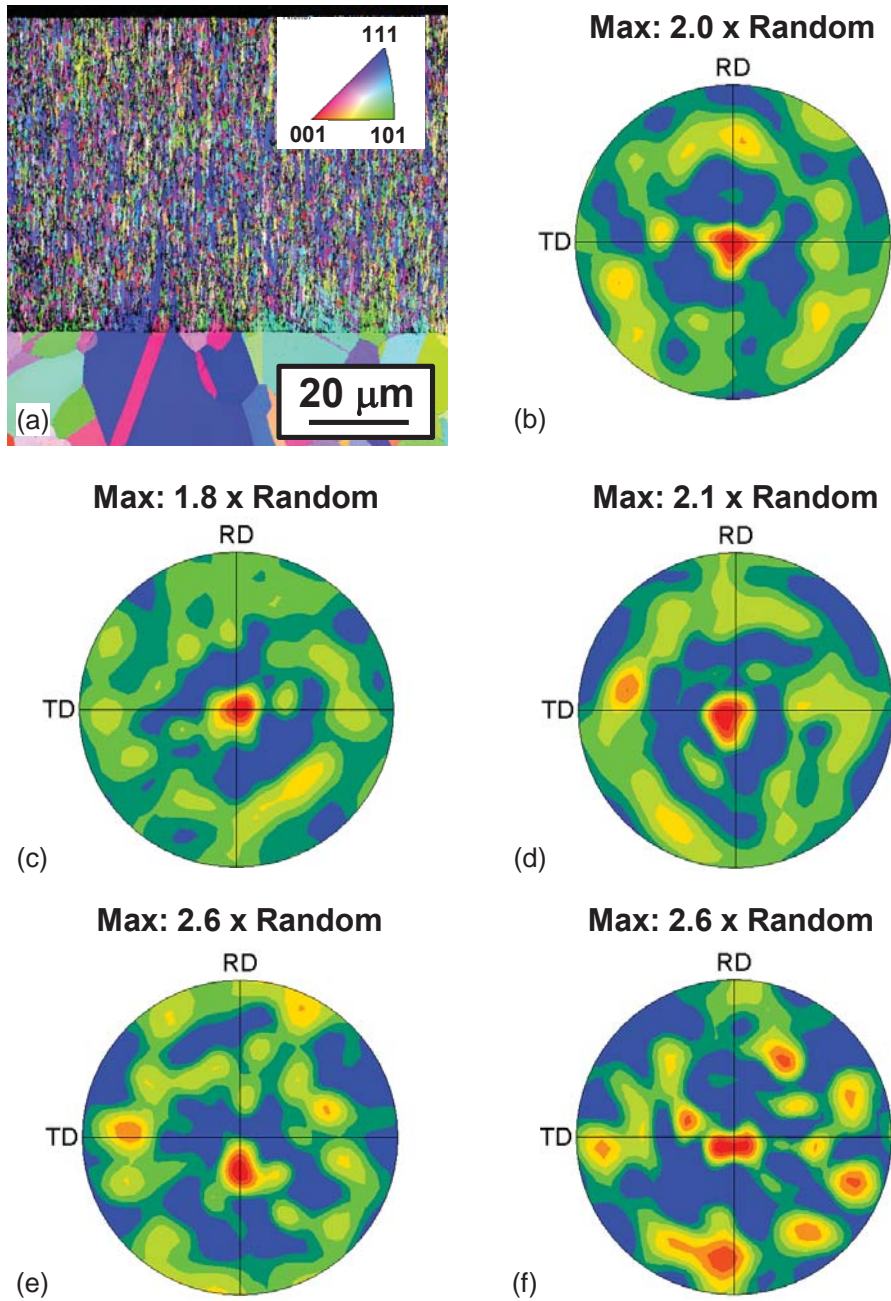 111
001
101
20 μm
(a)
Max: 2.0 x Random
RD
TD
(b)
Max: 1.8 x Random
RD
TD
(c)
Max: 2.1 x Random
RD
TD
(d)
Max: 2.6 x Random
RD
TD
(e)
Max: 2.6 x Random
RD
TD
(f)